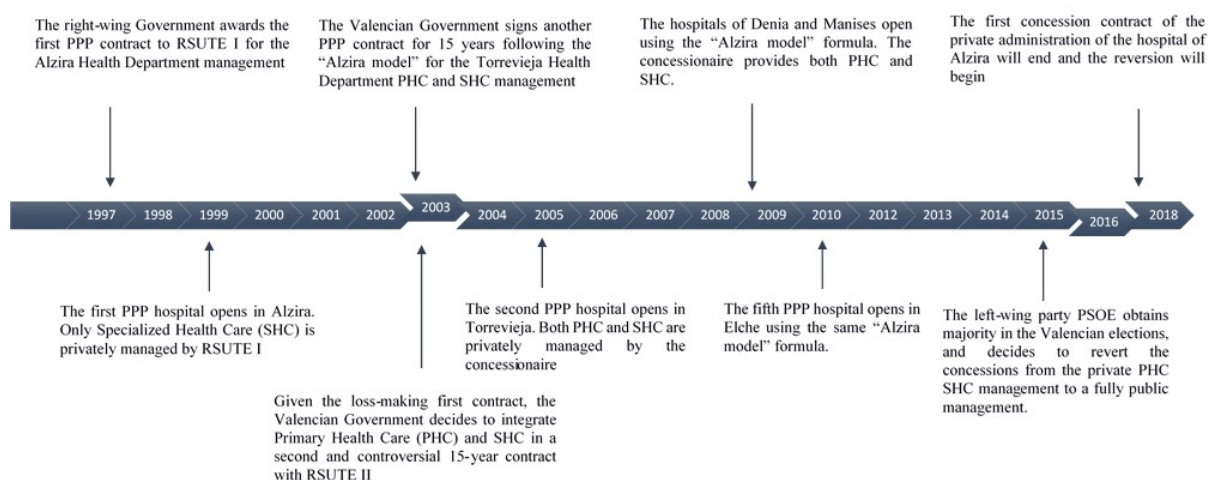 The right-wing Government awards the
first PPP contract to RSUTE I for the
Alzira Health Department management
The Valencian Government signs another
PPP contract for 15 years following the
“Alzira model” for the Torrevieja Health
Department PHC and SHC management
The hospitals of Denia and Manises open
using the “Alzira model” formula. The
concessionaire provides both PHC and
SHC.
The first concession contract of the
private administration of the hospital of
Alzira will end and the reversion will
begin
1997 1998 1999 2000 2001 2002 2003 2004 2005 2006 2007 2008 2009 2010 2012 2013 2014 2015 2016 2018
The first PPP hospital opens in Alzira.
Only Specialized Health Care (SHC) is
privately managed by RSUTE I
Given the loss-making first contract, the
Valencian Government decides to integrate
Primary Health Care (PHC) and SHC in a
second and controversial 15-year contract
with RSUTE II
The second PPP hospital opens in
Torrevieja. Both PHC and SHC are
privately managed by the
concessionaire
The fifth PPP hospital opens in
Elche using the same “Alzira
model” formula.
The left-wing party PSOE obtains
majority in the Valencian elections,
and decides to revert the
concessions from the private PHC
SHC management to a fully public
management.